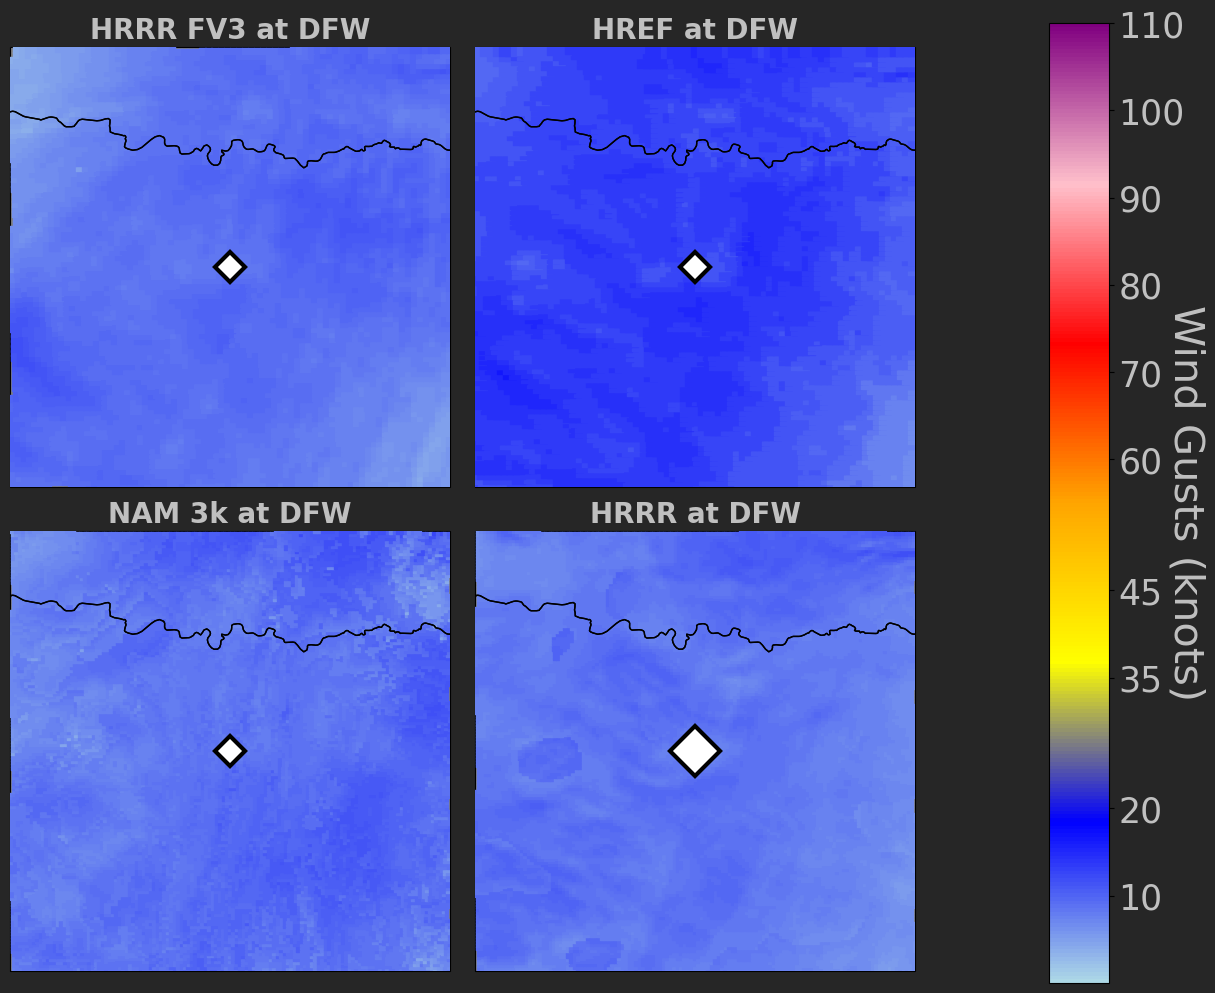 HRRR FV3 at DFW
HREF at DFW
NAM 3k at DFW
HRRR at DFW
110
100
90
80
70
60
45
35
20
10
Wind Gusts (knots)